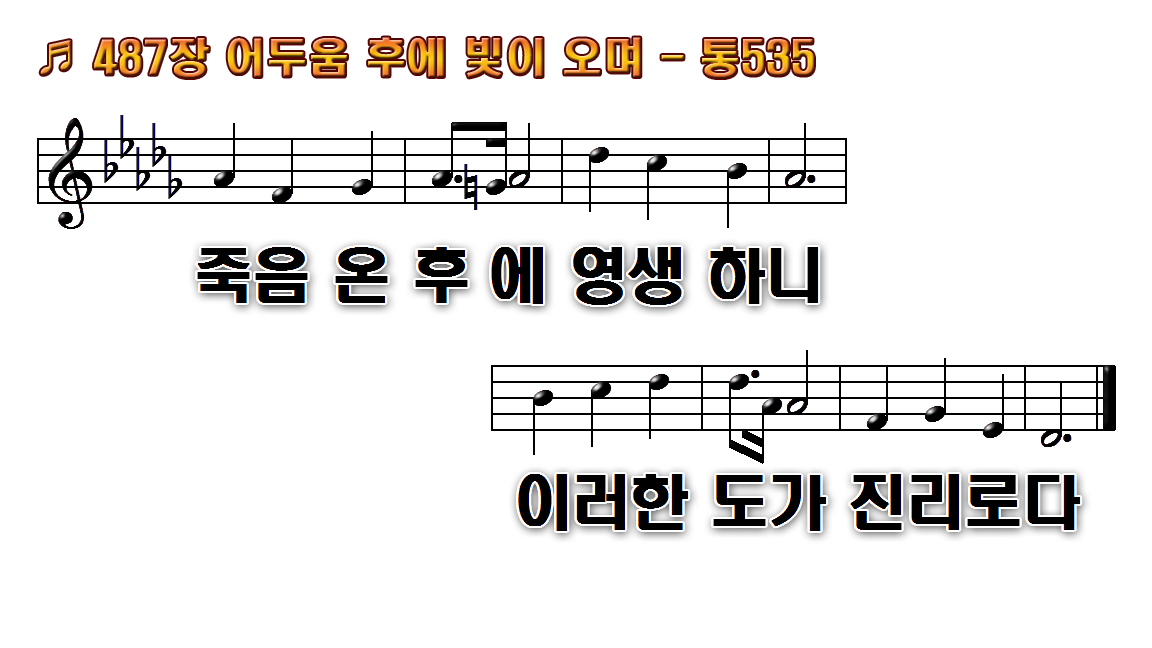 ♬ 487장 어두움 후에 빛이 오며 - 통535
죽음 온 후 에 영생 하니
이러한 도가 진리로다